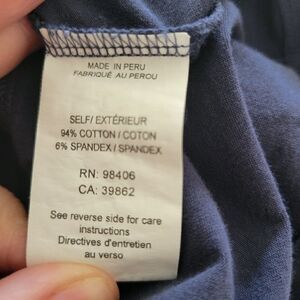 MADE IN PERU
FABRIQUÉ AU PEROU
SELF/ EXTÉRIEUR
94% COTTON / COTON
6% SPANDEX / SPANDEX
RN: 98406
CA: 39862
See reverse side for care
instructions
Directives d'entretien
au verso